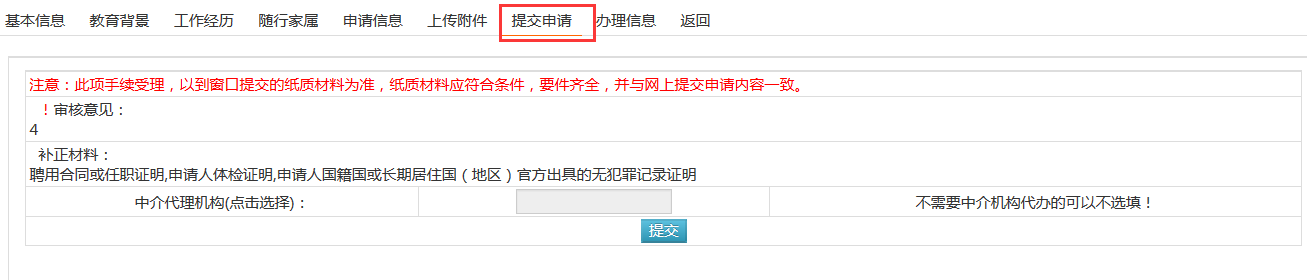 基本信息 教育背景 工作经历 随行家属 申请信息 上传附件 提交申请 办理信息 返回
注意：此项手续受理，以到窗口提交的纸质材料为准，纸质材料应符合条件，要件齐全，并与网上提交申请内容一致。
！审核意见：
4
补正材料：
聘用合同或任职证明,申请人体检证明,申请人国籍国或长期居住国（地区）官方出具的无犯罪记录证明
中介代理机构(点击选择)： 不需要中介机构代办的可以不选填！
提交